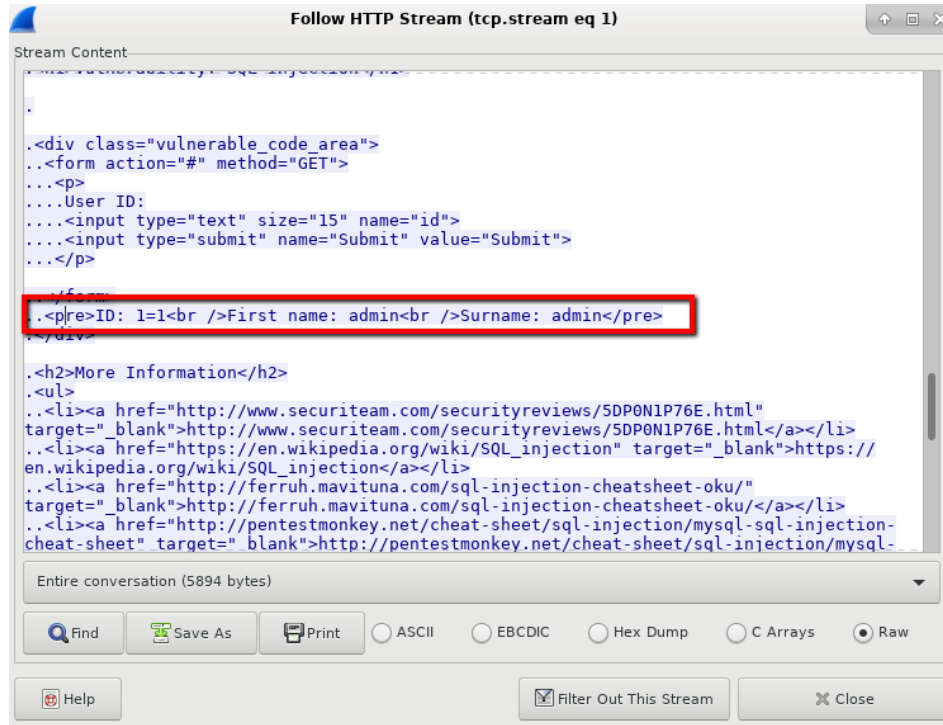 Follow HTTP Stream (tcp.stream eq 1)
Stream Content
.<h1>Vulnerability: SQL Injection</h1>
.
.<div class="vulnerable_code_area">
..<form action="#" method="GET">
...<p>
....User ID:
....<input type="text" size="15" name="id">
....<input type="submit" name="Submit" value="Submit">
...</p>
..</form>
..<pre>ID: 1=1<br />First name: admin<br />Surname: admin</pre>
.</div>
.<h2>More Information</h2>
.<ul>
..<li><a href="http://www.securiteam.com/securityreviews/5DP0N1P76E.html"
target="_blank">http://www.securiteam.com/securityreviews/5DP0N1P76E.html</a></li>
..<li><a href="https://en.wikipedia.org/wiki/SQL_injection" target="_blank">https://
en.wikipedia.org/wiki/SQL_injection</a></li>
..<li><a href="http://ferruh.mavituna.com/sql-injection-cheatsheet-oku/"
target="_blank">http://ferruh.mavituna.com/sql-injection-cheatsheet-oku/</a></li>
..<li><a href="http://pentestmonkey.net/cheat-sheet/sql-injection/mysql-sql-injection-
cheat-sheet" target="_blank">http://pentestmonkey.net/cheat-sheet/sql-injection/mysql-
Entire conversation (5894 bytes)
Find
Save As
Print
ASCII
EBCDIC
Hex Dump
C Arrays
Raw
Help
Filter Out This Stream
Close